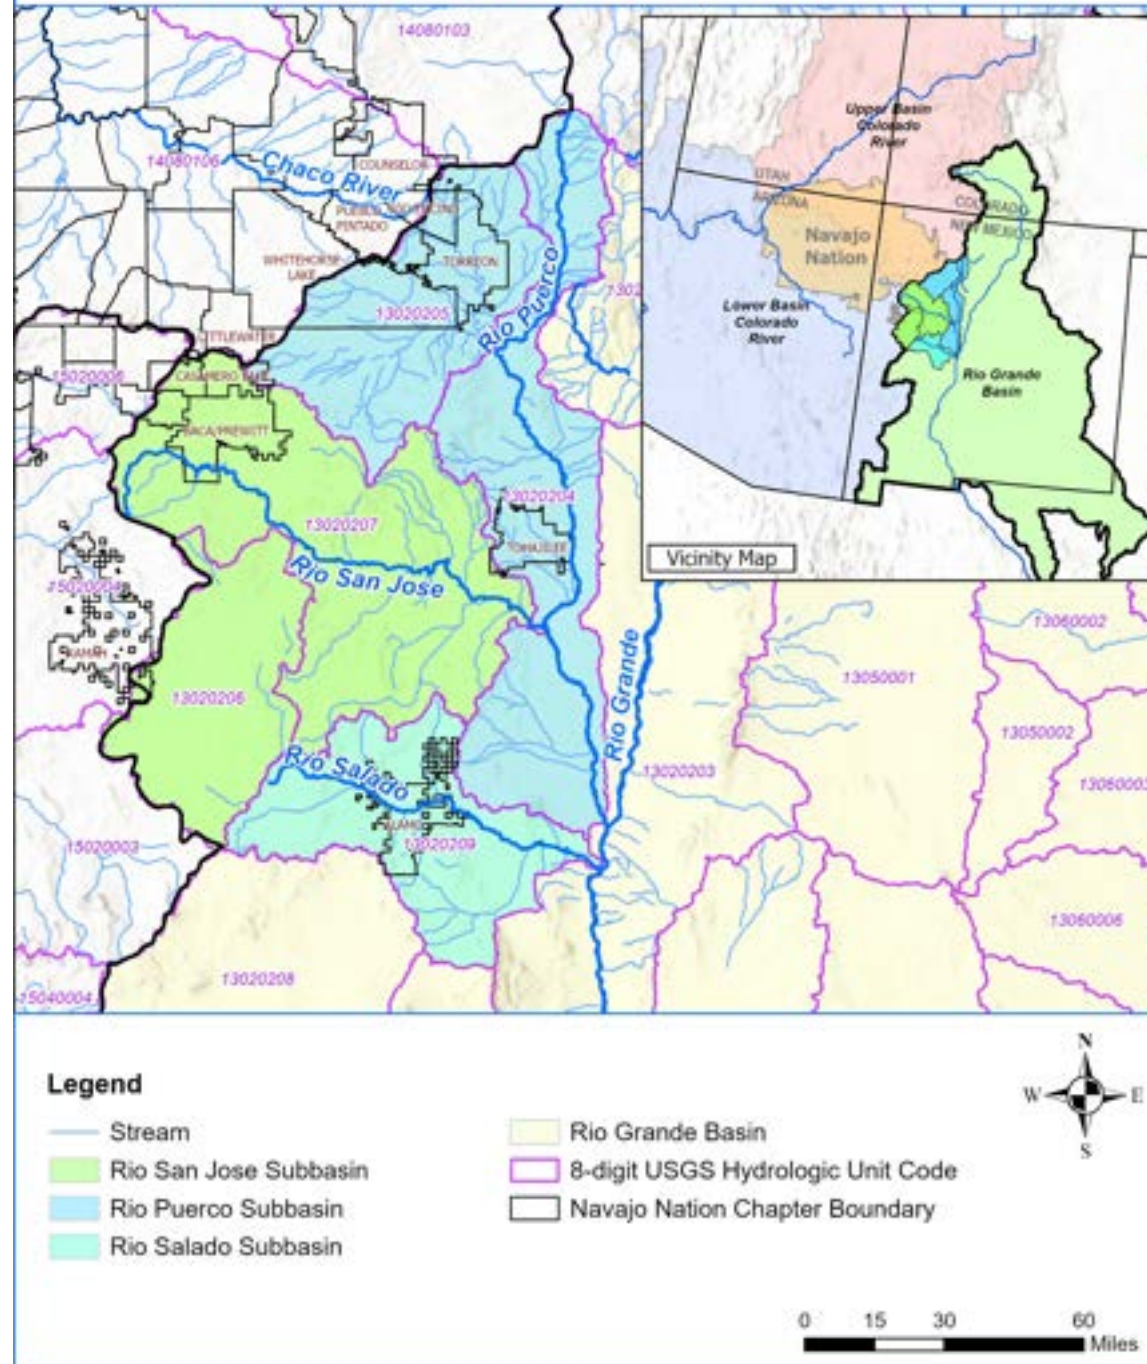 14080103
14080106
Chaco River
COUNSELOR
PUEBLO
PINTADO
WHITEHORSE
LAKE
TORREON
13020205
Rio Puerco
LITTLEWATER
15020006
CASAMERO LAKE
BACA/PREWITT
13020204
TOHAJIILEE
13020207
Rio San Jose
15020004
RAMAH
13020206
Rio Salado
ALAMO
13020209
Rio Grande
13020203
13050001
13060002
13050002
13060003
15020003
13020208
13060006
15040004
Upper Basin
Colorado
River
UTAH
ARIZONA
COLORADO
NEW MEXICO
Navajo
Nation
Lower Basin
Colorado
River
Rio Grande
Basin
Vicinity Map
Legend
Stream
Rio San Jose Subbasin
Rio Puerco Subbasin
Rio Salado Subbasin
Rio Grande Basin
8-digit USGS Hydrologic Unit Code
Navajo Nation Chapter Boundary
N
W
E
S
0 15 30 60
Miles